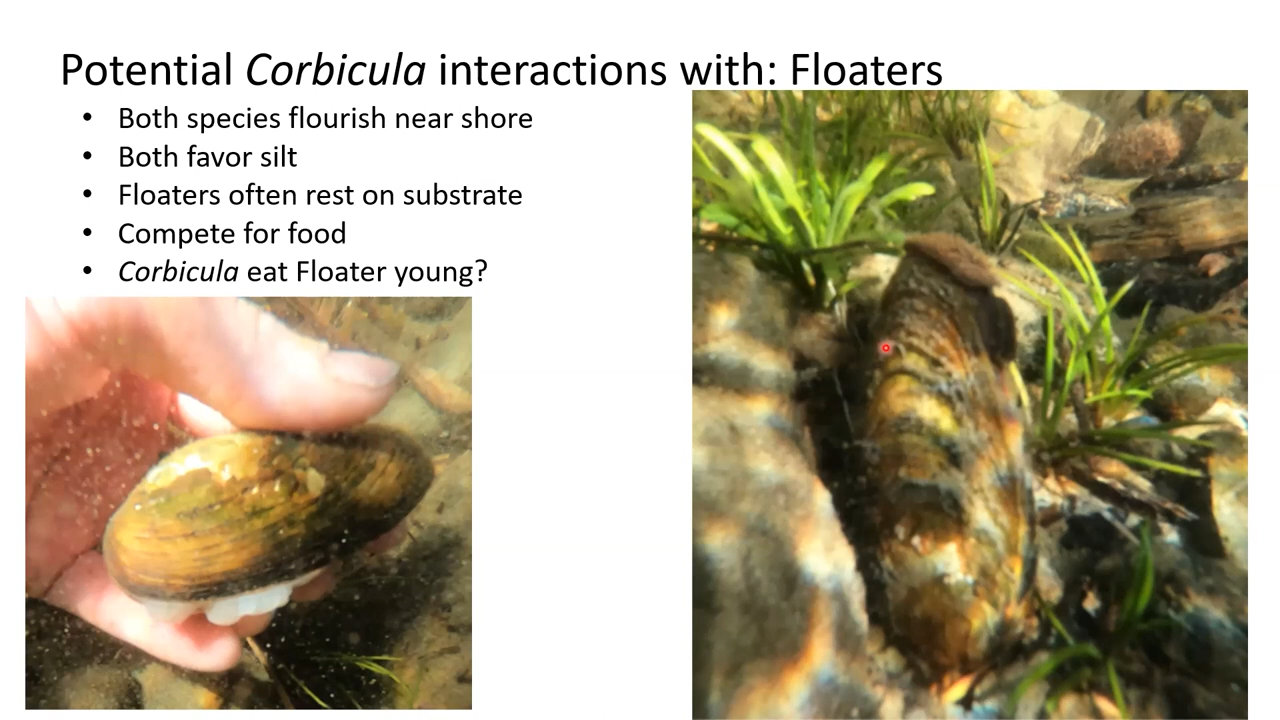 Potential Corbicula interactions with: Floaters
• Both species flourish near shore
• Both favor silt
• Floaters often rest on substrate
• Compete for food
• Corbicula eat Floater young?